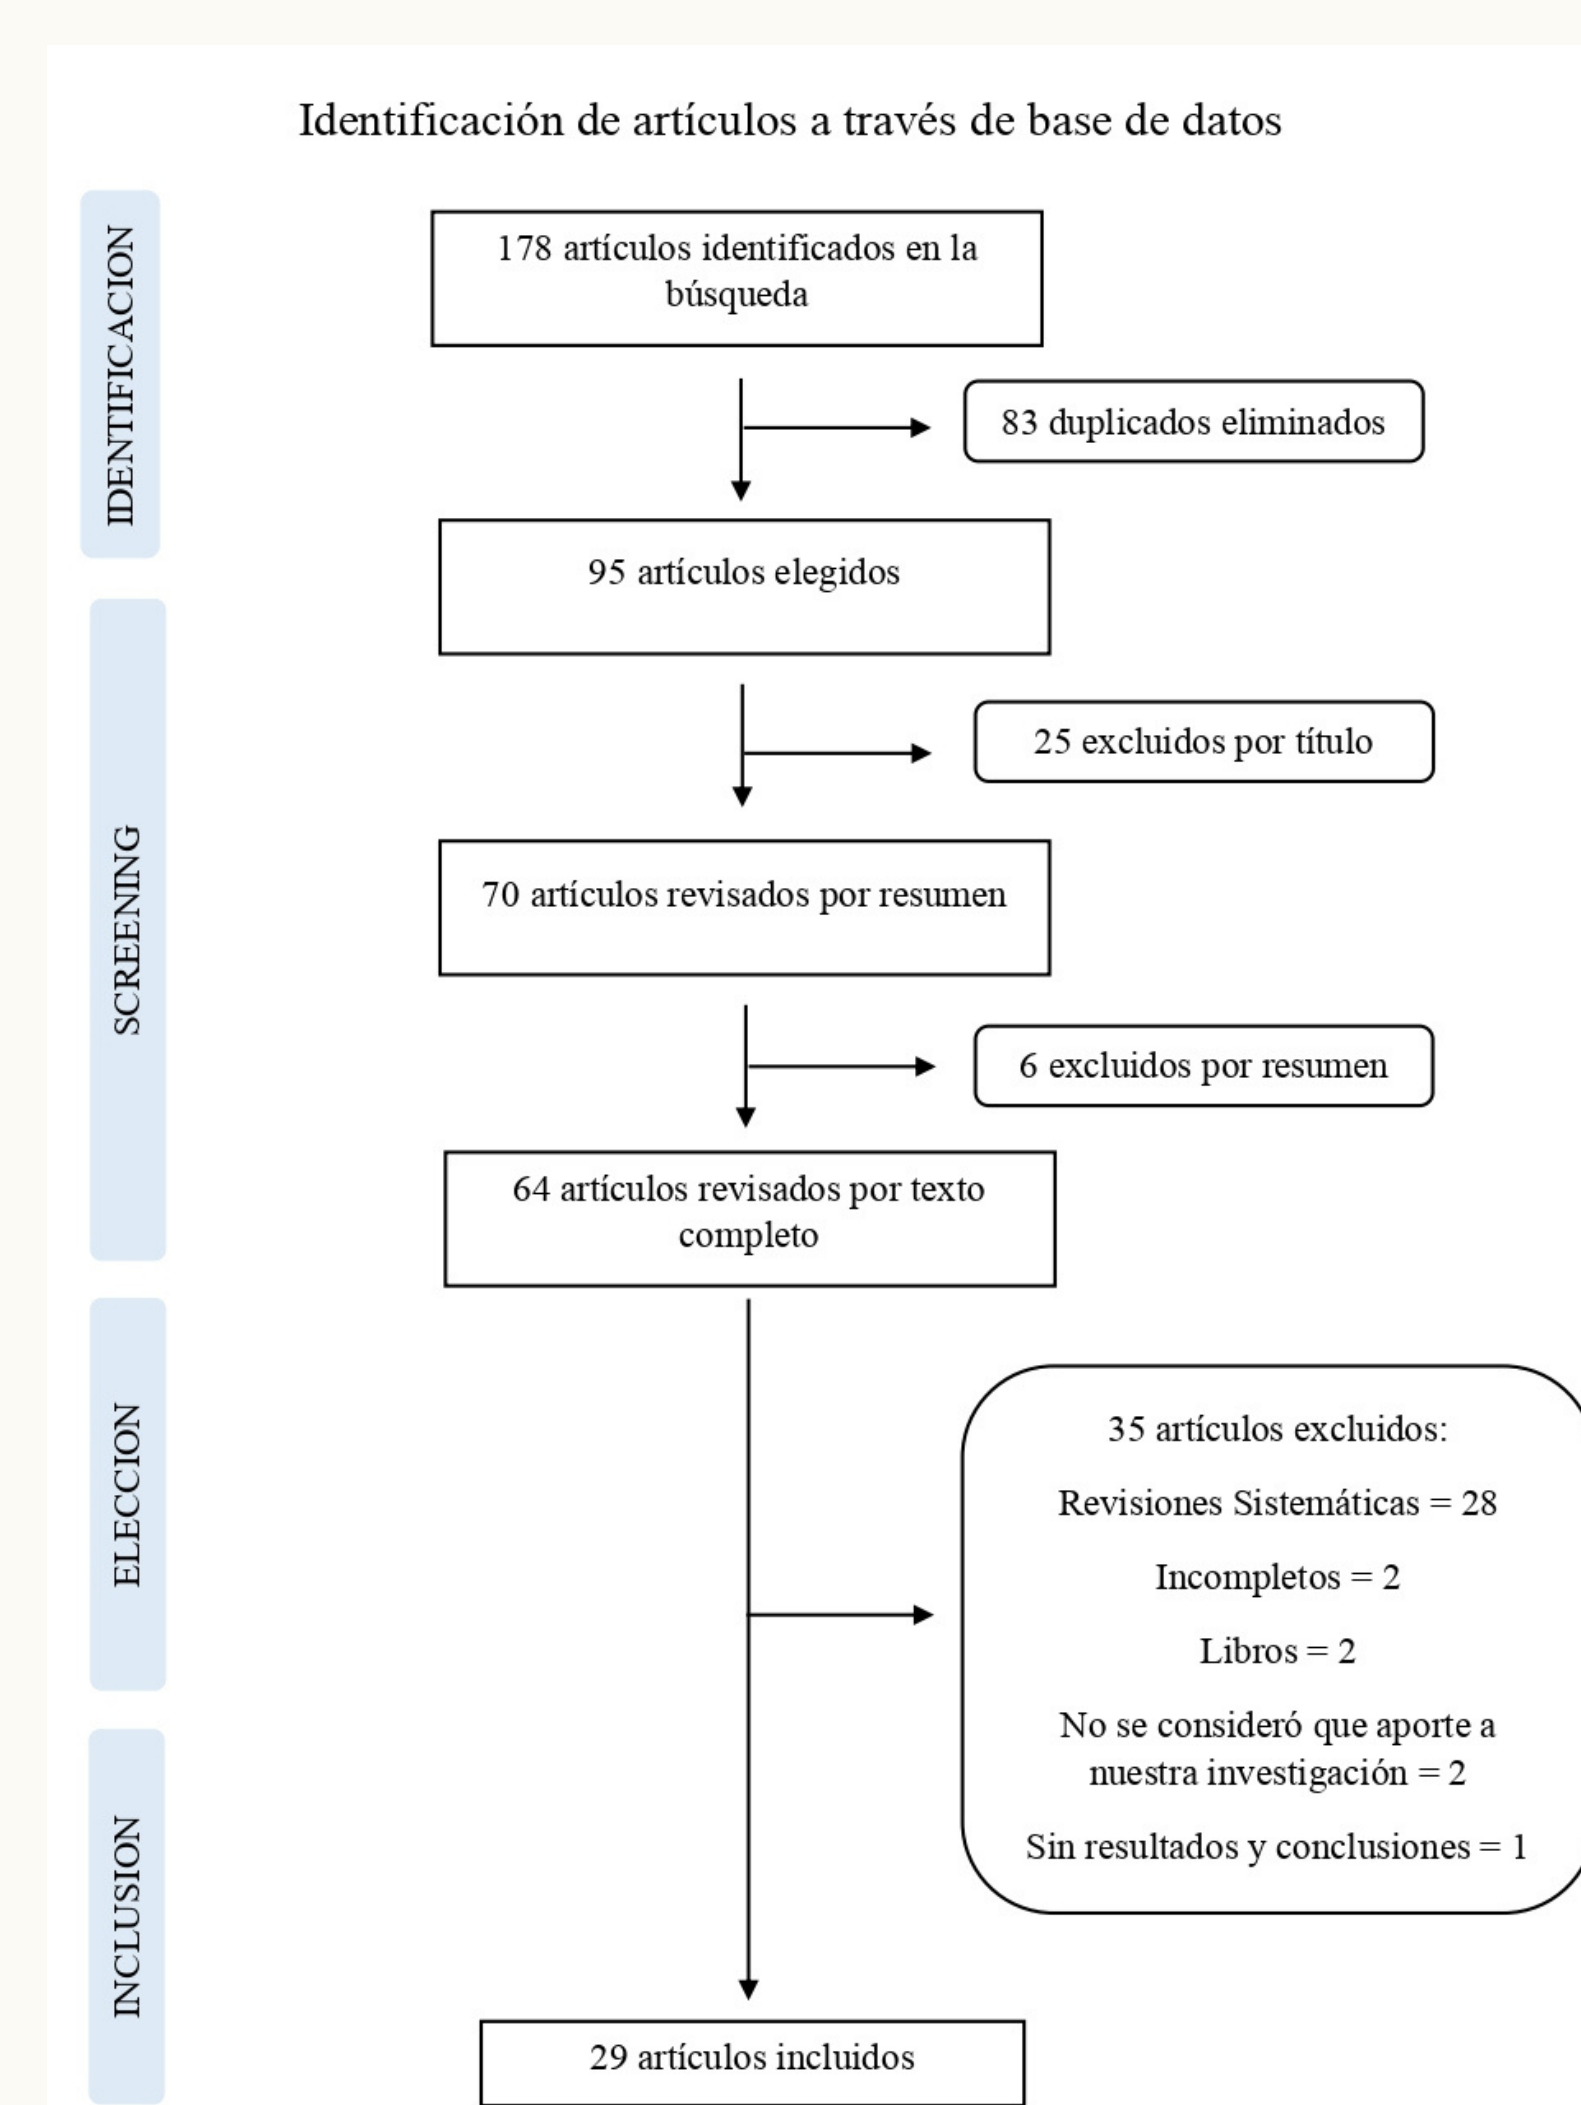 Identificación de artículos a través de base de datos
IDENTIFICACION
178 artículos identificados en la
búsqueda
83 duplicados eliminados
95 artículos elegidos
SCREENING
25 excluidos por título
70 artículos revisados por resumen
6 excluidos por resumen
64 artículos revisados por texto
completo
ELECCION
35 artículos excluidos:
Revisiones Sistemáticas = 28
Incompletos = 2
Libros = 2
No se consideró que aporte a
nuestra investigación = 2
Sin resultados y conclusiones = 1
INCLUSION
29 artículos incluidos